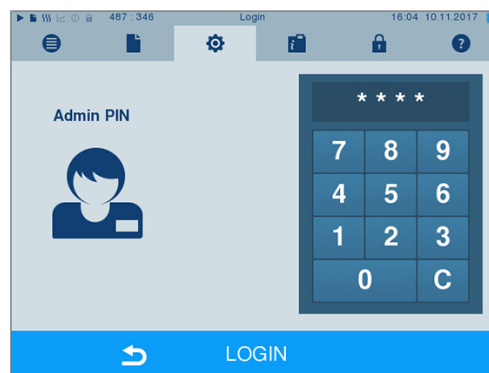 487 : 346 Login 16:04 10.11.2017
Admin PIN
* * * *
7 8 9
4 5 6
1 2 3
0 C
LOGIN